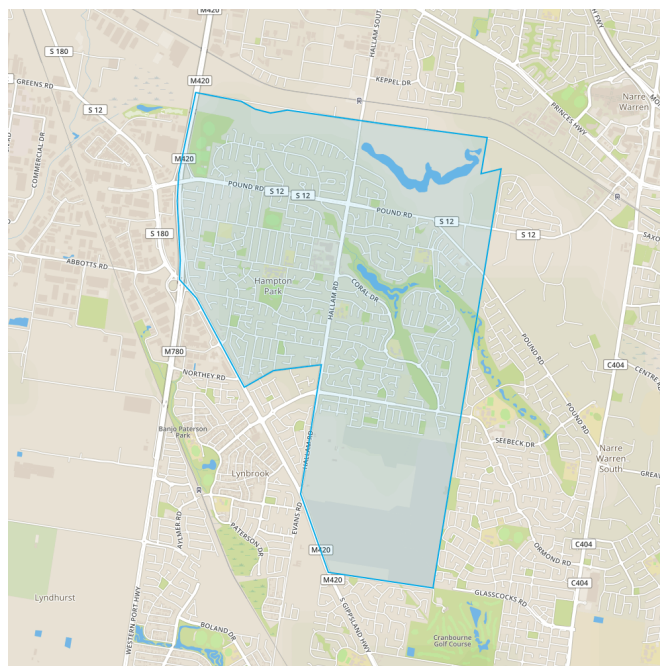 M420
S 180
HALLAM SOUT
GREENS RD
M420
KEPPEL DR
Narre
Warren
PRINCES HWY
S 12
COMMERCIAL DR
M420
POUND RD
S 12
S 12
POUND RD
S 12
S 12
S 180
ABBOTTS RD
Hampton
Park
CORAL DR
HALLAM RD
M780
POUND RD
C404
NORTHEY RD
CENTRE RD
POUND RD
Banjo Paterson
Park
SEEBECK DR
HALLAM RD
Narre
Warren
South
Lynbrook
EVANS RD
AYLMER RD
PATERSON DR
M420
C404
ORMOND RD
M420
C404
GLASSCOCKS RD
Lyndhurst
WESTERN PORT HWY
S GIPPSLAND HWY
BOLAND DR
Cranbourne
Golf Course